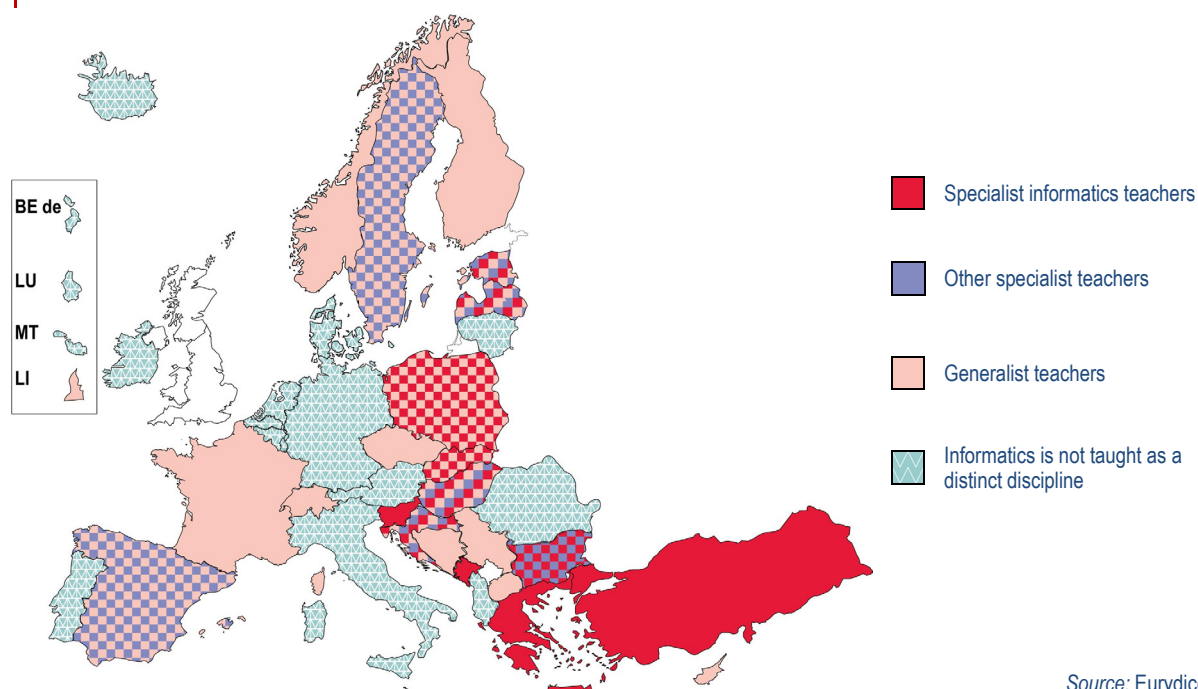 BE de
LU
MT
LI
Specialist informatics teachers
Other specialist teachers
Generalist teachers
Informatics is not taught as a
distinct discipline
Source: Eurydic